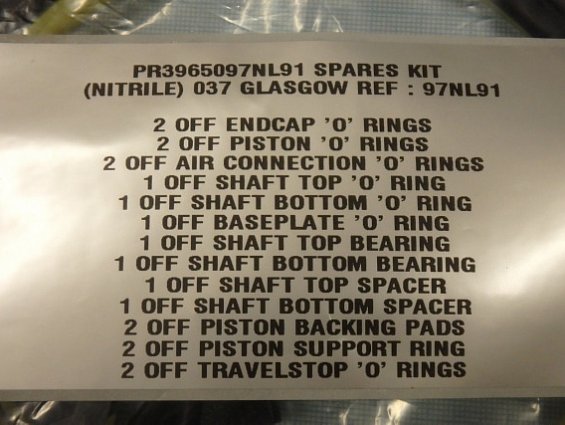 PR3965097NL91 SPARES KIT
(NITRILE) 037 GLASGOW REF : 97NL91
2 OFF ENDCAP 'O' RINGS
2 OFF PISTON 'O' RINGS
2 OFF AIR CONNECTION 'O' RINGS
1 OFF SHAFT TOP 'O' RING
1 OFF SHAFT BOTTOM 'O' RING
1 OFF BASEPLATE 'O' RING
1 OFF SHAFT TOP BEARING
1 OFF SHAFT BOTTOM BEARING
1 OFF SHAFT TOP SPACER
1 OFF SHAFT BOTTOM SPACER
2 OFF PISTON BACKING PADS
2 OFF PISTON SUPPORT RING
2 OFF TRAVELSTOP 'O' RINGS